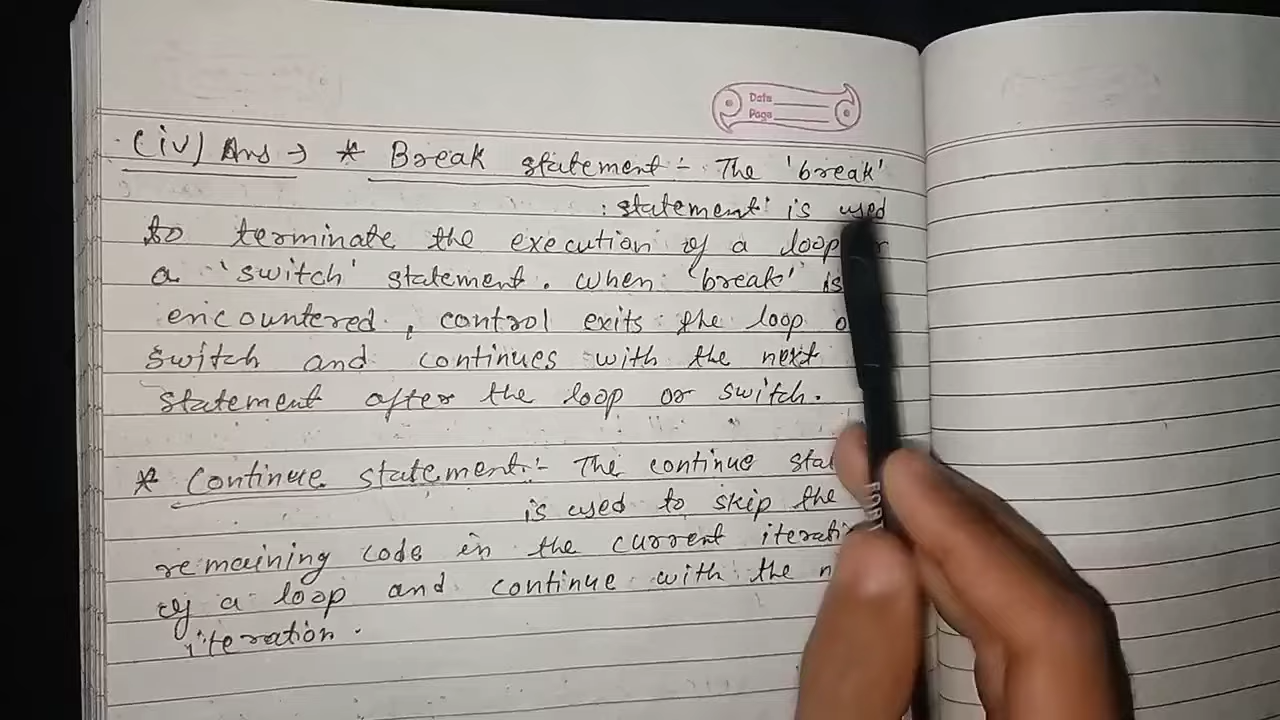 Date
Page
(iv) Ans → * Break statement :- The 'break'
statement is used
to terminate the execution of a loop
a 'switch' statement. When 'break' is
encountered, control exits the loop
switch and continues with the next
statement after the loop or switch.
* Continue statement :- The continue
is used to skip the
remaining code in the current
of a loop and continue with the
iteration.